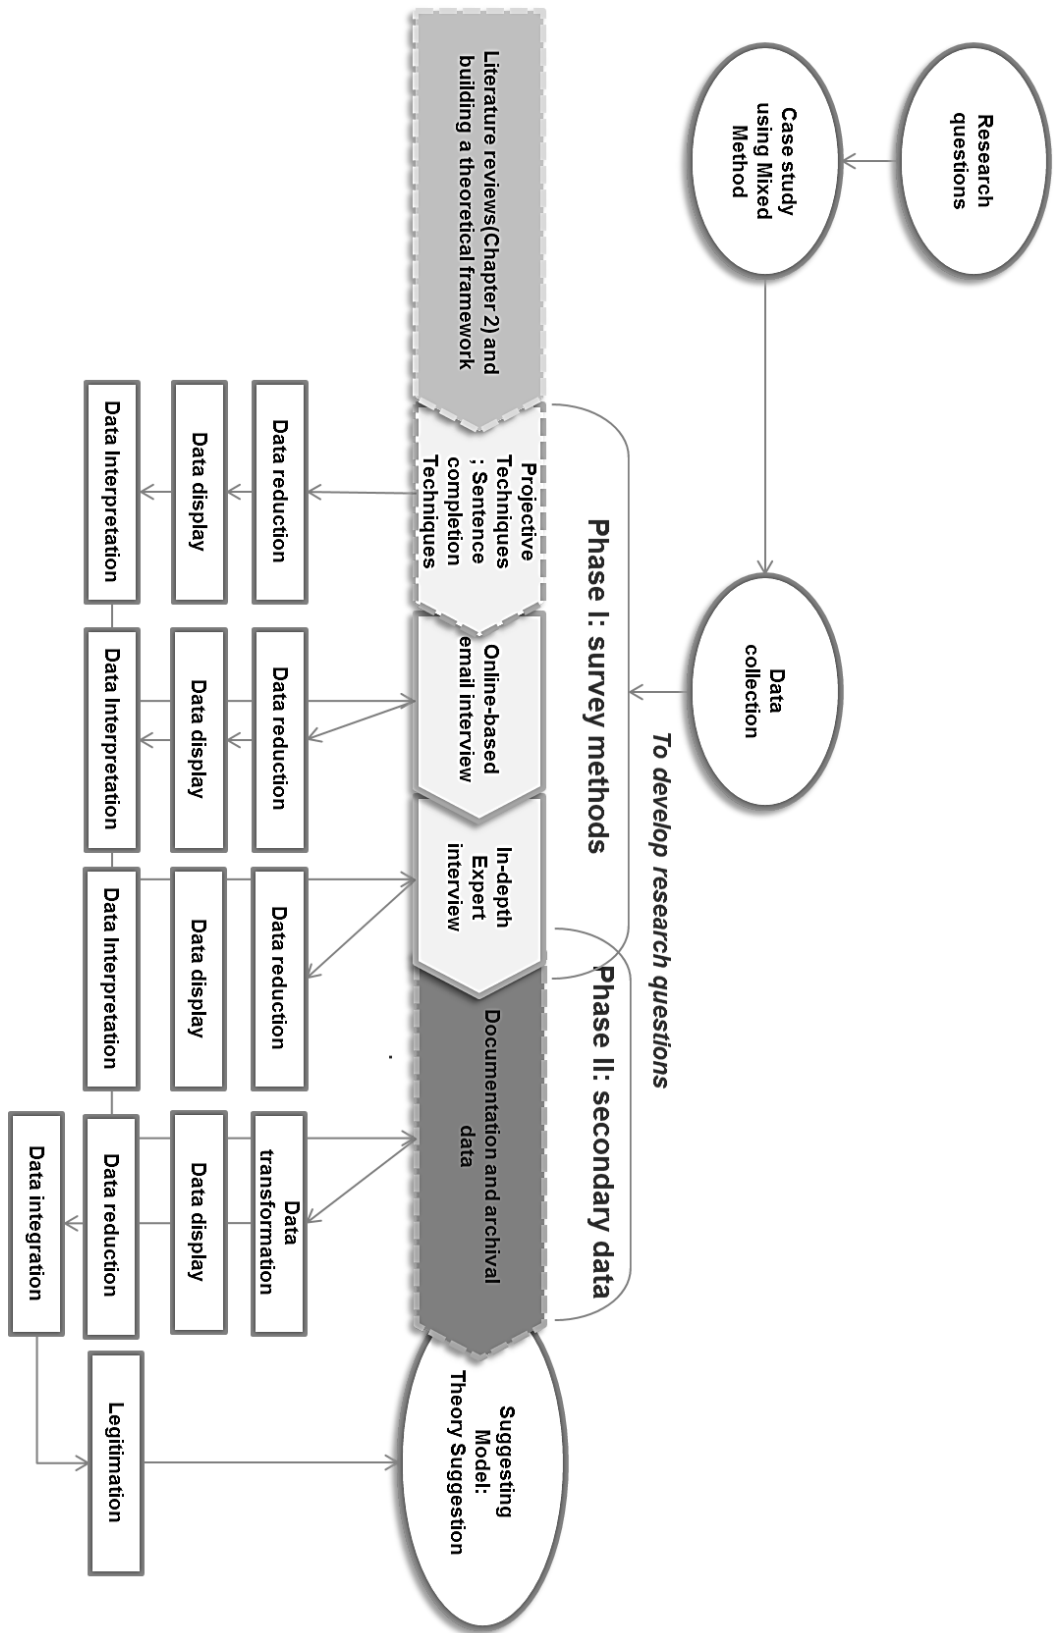 Research
questions
Case study
using Mixed
Method
Data
collection
To develop research questions
Phase I: survey methods
Phase II: secondary data
Literature reviews(Chapter 2) and
building a theoretical framework
Projective
Techniques
; Sentence
completion
Techniques
Online-based
email interview
In-depth
Expert
interview
Documentation and archival
data
Suggesting
Model:
Theory Suggestion
Data reduction
Data display
Data Interpretation
Data reduction
Data display
Data Interpretation
Data reduction
Data display
Data Interpretation
Data
transformation
Data display
Data reduction
Data integration
Legitimation